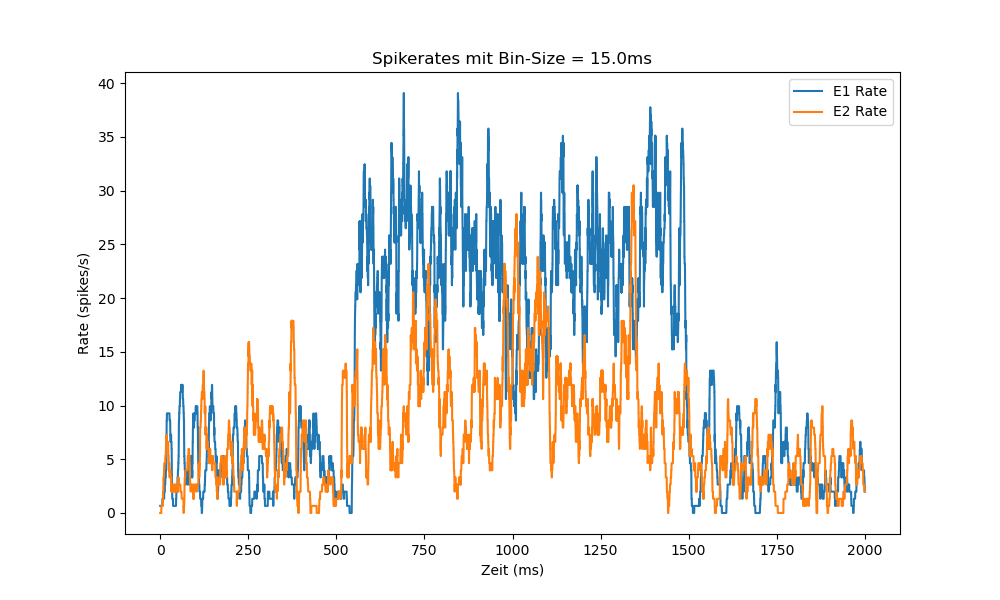 Spikerates mit Bin-Size = 15.0ms
E1 Rate
E2 Rate
40
35
30
25
20
15
10
5
0
Rate (spikes/s)
0 250 500 750 1000 1250 1500 1750 2000
Zeit (ms)